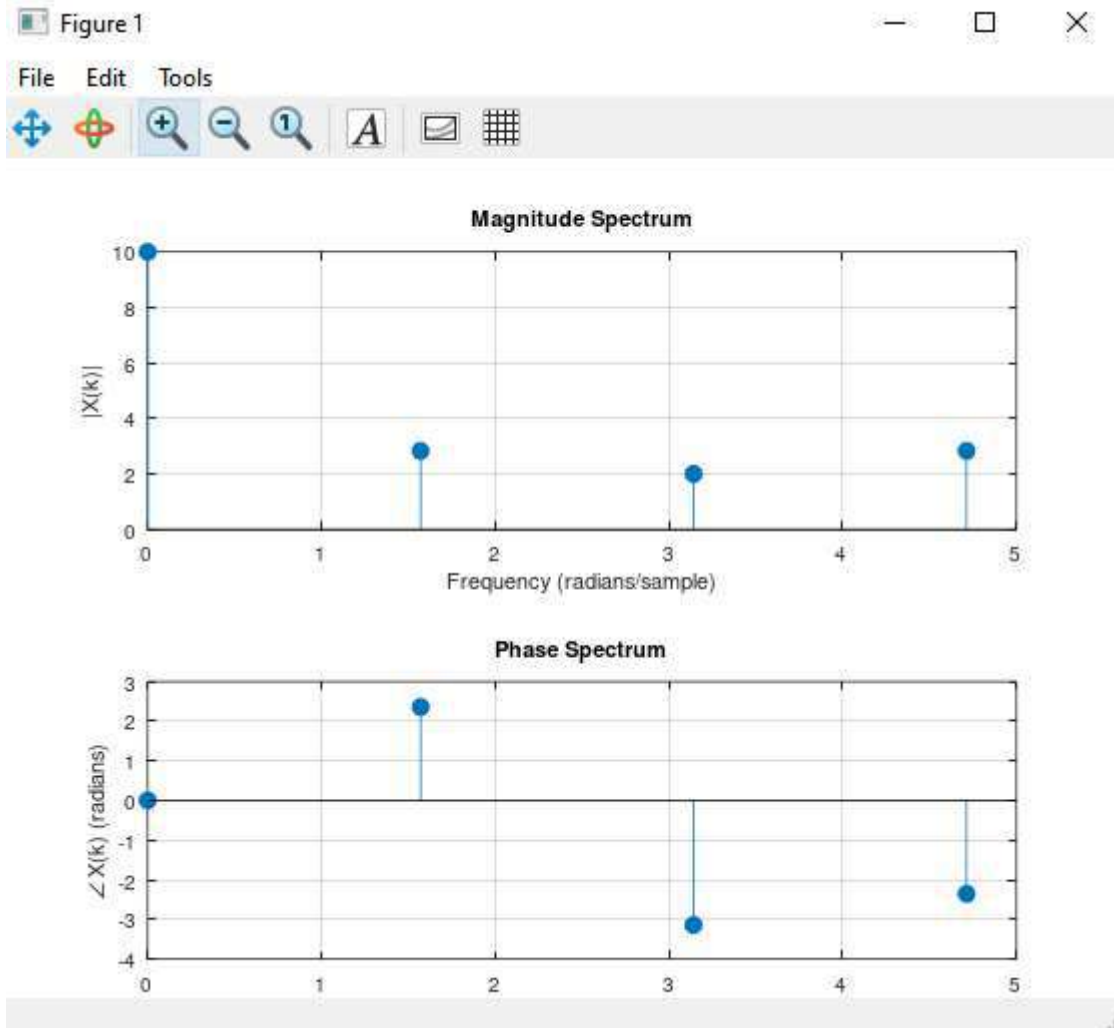 Figure 1
File Edit Tools
A
Magnitude Spectrum
10
8
6
4
2
0
|X(k)|
0 1 2 3 4 5
Frequency (radians/sample)
Phase Spectrum
3
2
1
0
-1
-2
-3
-4
∠X(k) (radians)
0 1 2 3 4 5